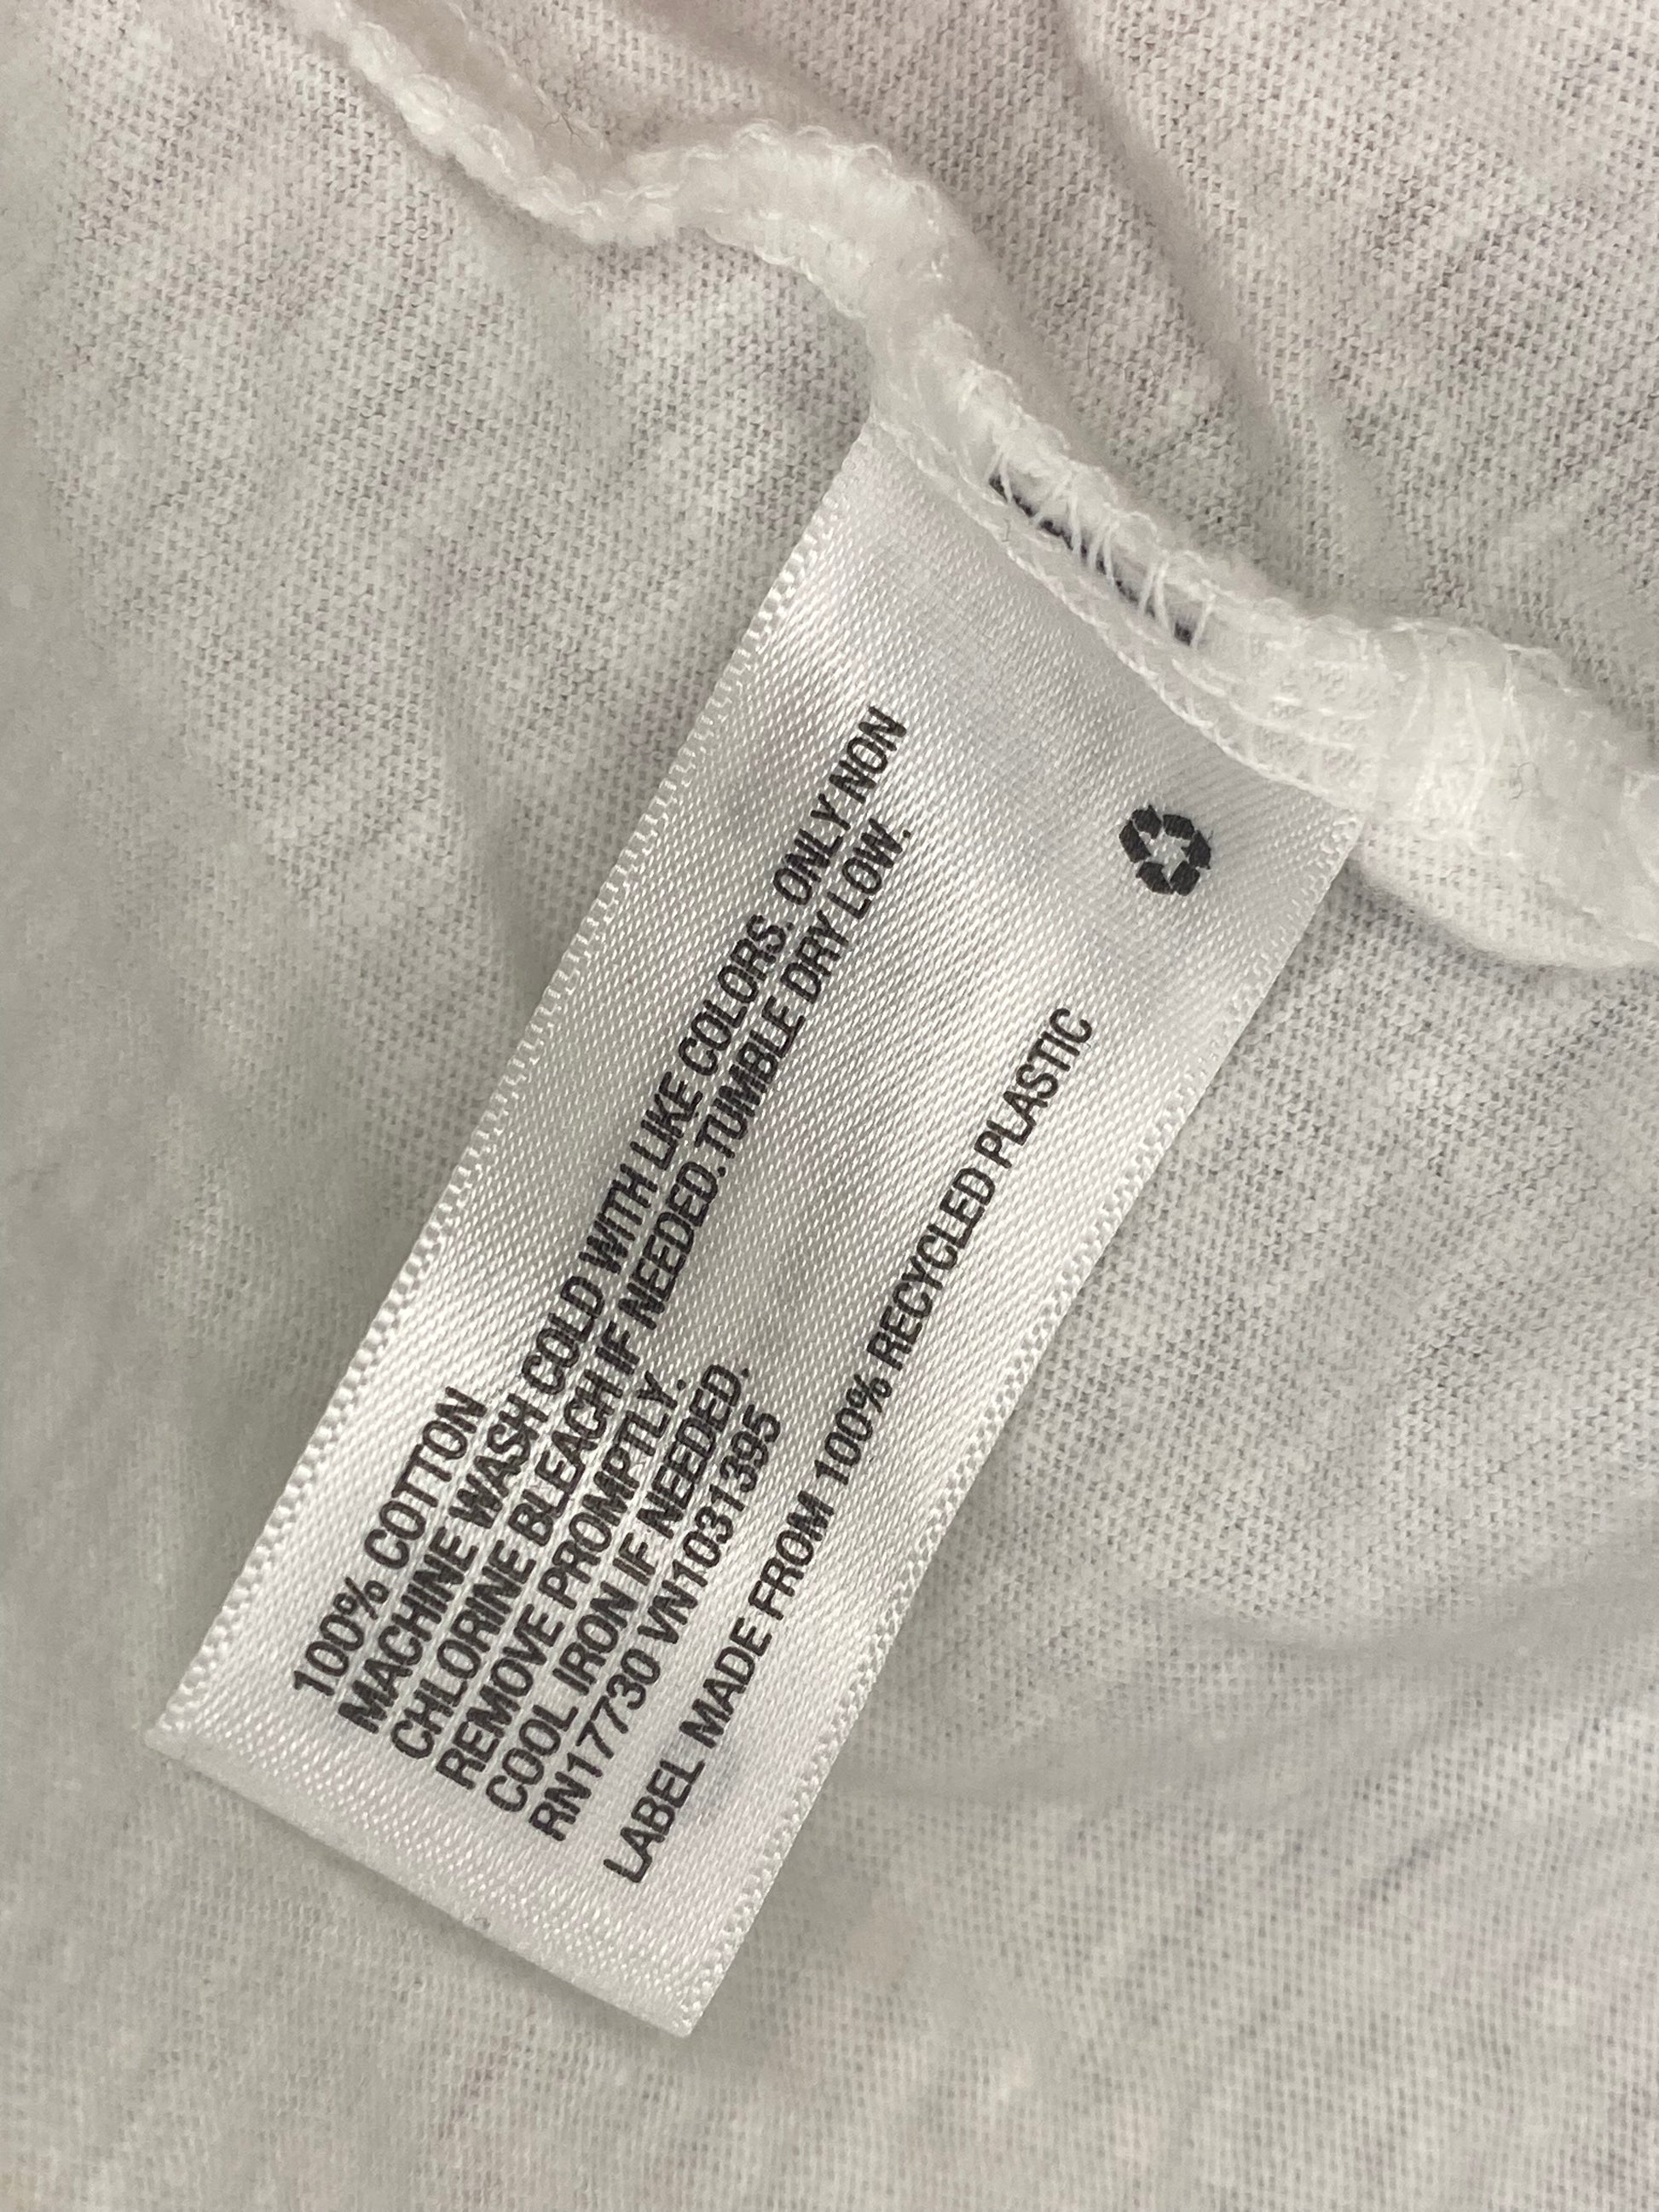 100% COTTON
MACHINE WASH COLD WITH LIKE COLORS. ONLY NON
CHLORINE BLEACH IF NEEDED.TUMBLE DRY LOW.
REMOVE PROMPTLY.
COOL IRON IF NEEDED.
RN17730 VN1031395
LABEL MADE FROM 100% RECYCLED PLASTIC